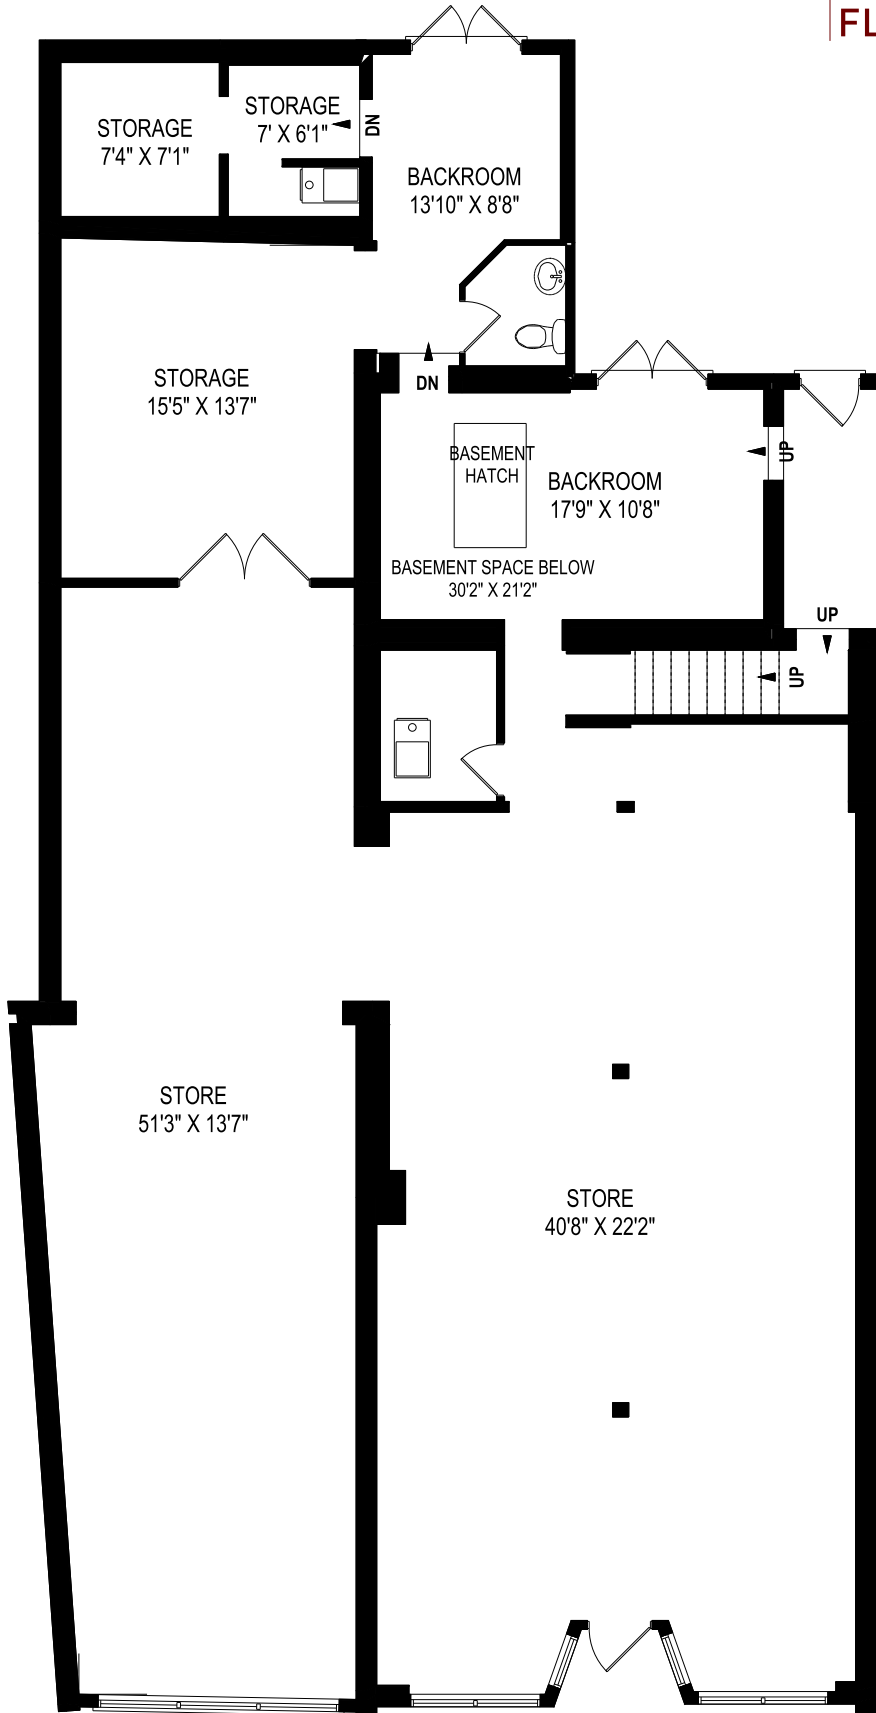 FL
STORAGE
7'4" X 7'1"
STORAGE
7' X 6'1"
DN
BACKROOM
13'10" X 8'8"
STORAGE
15'5" X 13'7"
DN
BASEMENT
HATCH
BACKROOM
17'9" X 10'8"
UP
BASEMENT SPACE BELOW
30'2" X 21'2"
UP
UP
STORE
51'3" X 13'7"
STORE
40'8" X 22'2"